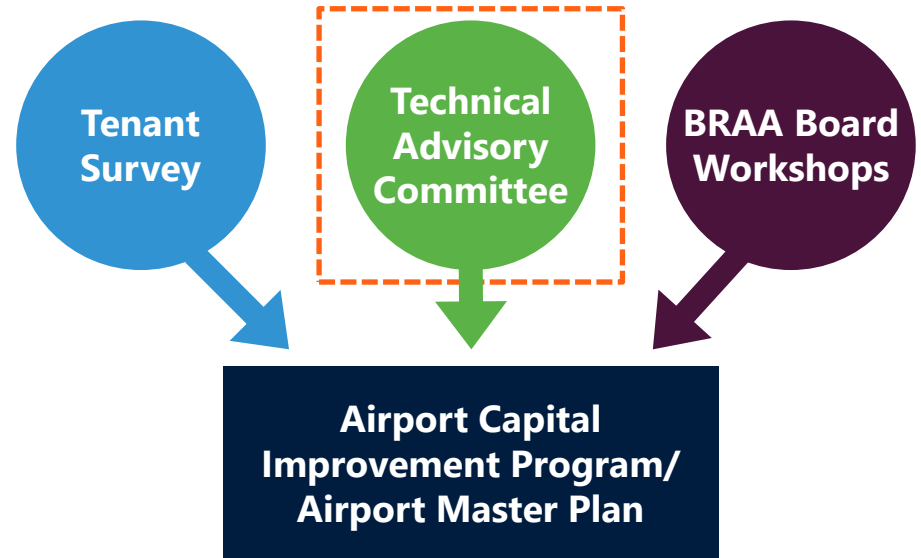 Tenant
Survey
Technical
Advisory
Committee
BRAA Board
Workshops
Airport Capital
Improvement Program/
Airport Master Plan